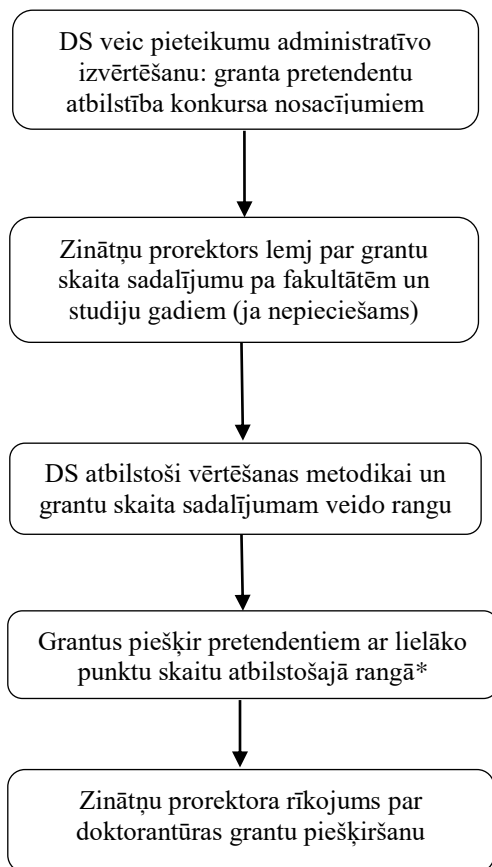 DS veic pieteikumu administratīvo
izvērtēšanu: granta pretendentu
atbilstība konkursa nosacījumiem
Zinātņu prorektors lemj par grantu
skaita sadalījumu pa fakultātēm un
studiju gadiem (ja nepieciešams)
DS atbilstoši vērtēšanas metodikai un
grantu skaita sadalījumam veido rangu
Grantus piešķir pretendentiem ar lielāko
punktu skaitu atbilstošajā rangā*
Zinātņu prorektora rīkojums par
doktorantūras grantu piešķiršanu